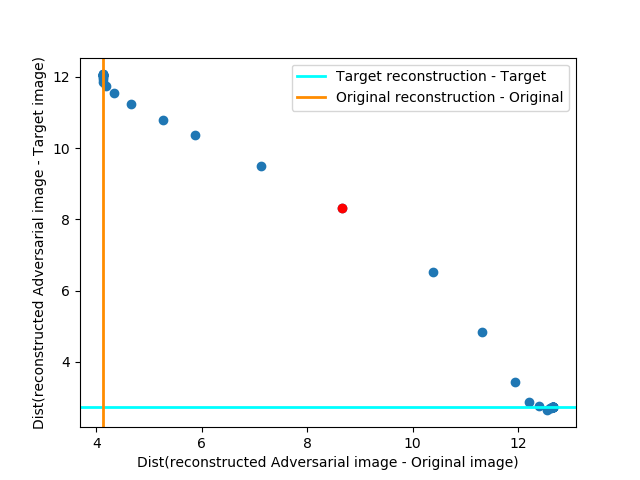 Target reconstruction - Target
Original reconstruction - Original
Dist(reconstructed Adversarial image - Target image)
12
10
8
6
4
4 6 8 10 12
Dist(reconstructed Adversarial image - Original image)